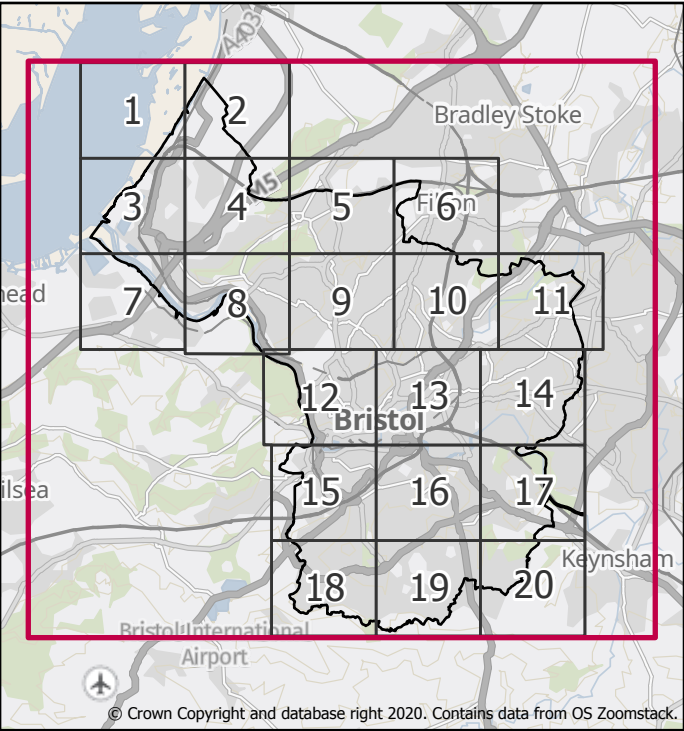 A403
1
2
Bradley Stoke
M5
3
4
5
6
Filton
ead
7
8
9
10
11
12
13
14
Bristol
ilsea
15
16
17
Keynsham
18
19
20
Bristol International
Airport
© Crown Copyright and database right 2020. Contains data from OS Zoomstack.